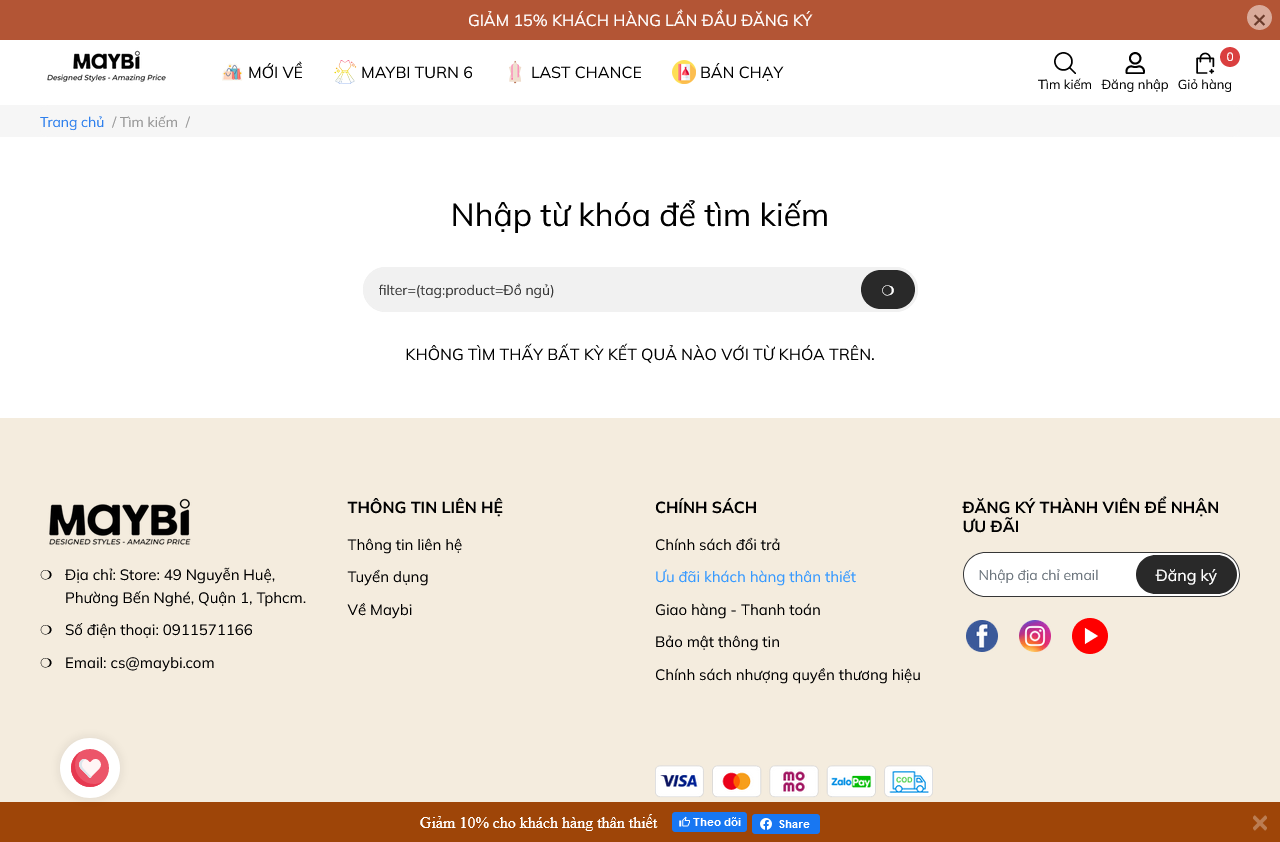 GIẢM 15% KHÁCH HÀNG LẦN ĐẦU ĐĂNG KÝ
MAYBI
Designed Styles - Amazing Price
MỚI VỀ
MAYBI TURN 6
LAST CHANCE
BÁN CHẠY
Tìm kiếm
Đăng nhập
0
Giỏ hàng
Trang chủ / Tìm kiếm /
Nhập từ khóa để tìm kiếm
filter=(tag:product=Đồ ngủ)
KHÔNG TÌM THẤY BẤT KỲ KẾT QUẢ NÀO VỚI TỪ KHÓA TRÊN.
MAYBI
DESIGNED STYLES - AMAZING PRICE
Địa chỉ: Store: 49 Nguyễn Huệ,
Phường Bến Nghé, Quận 1, Tphcm.
Số điện thoại: 0911571166
Email: cs@maybi.com
THÔNG TIN LIÊN HỆ
Thông tin liên hệ
Tuyển dụng
Về Maybi
CHÍNH SÁCH
Chính sách đổi trả
Ưu đãi khách hàng thân thiết
Giao hàng - Thanh toán
Bảo mật thông tin
Chính sách nhượng quyền thương hiệu
ĐĂNG KÝ THÀNH VIÊN ĐỂ NHẬN
ƯU ĐÃI
Nhập địa chỉ email
Đăng ký
VISA
mo
mo
ZaloPay
COD
Giảm 10% cho khách hàng thân thiết
Theo dõi
Share